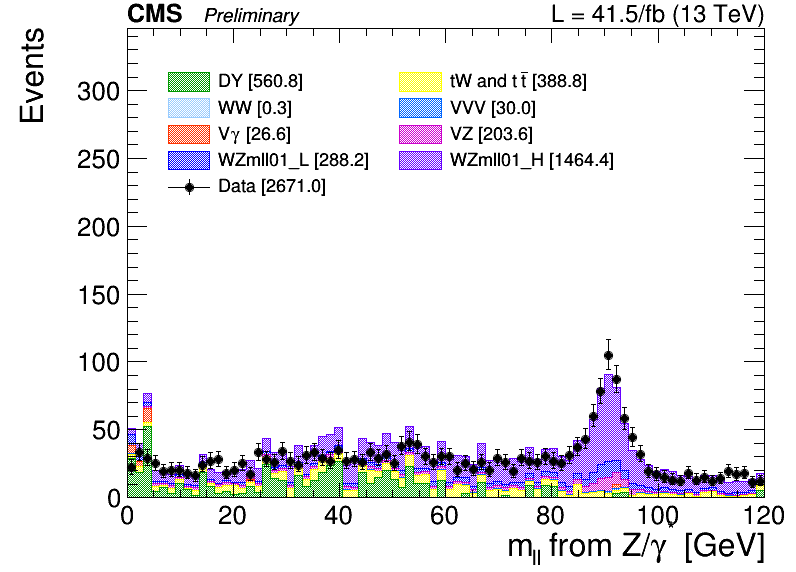 CMS Preliminary L = 41.5/fb (13 TeV)
Events
300
250
200
150
100
50
0
DY [560.8] tW and tt̅ [388.8]
WW [0.3] VVV [30.0]
Vγ [26.6] VZ [203.6]
WZmll01_L [288.2] WZmll01_H [1464.4]
Data [2671.0]
0 20 40 60 80 100 120
m_ll from Z/γ* [GeV]